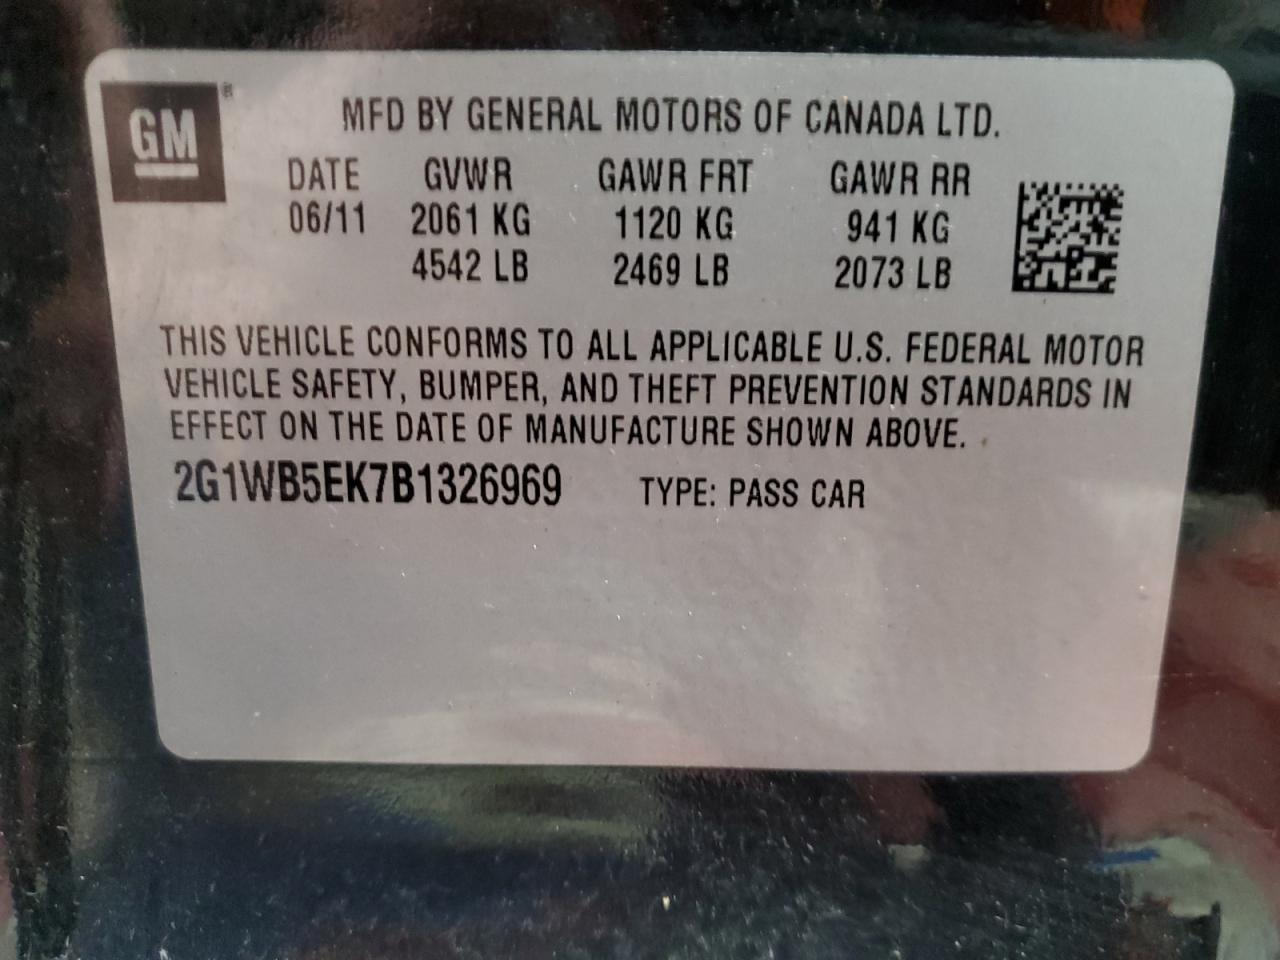 GM ®
MFD BY GENERAL MOTORS OF CANADA LTD.
DATE GVWR GAWR FRT GAWR RR
06/11 2061 KG 1120 KG 941 KG
4542 LB 2469 LB 2073 LB
THIS VEHICLE CONFORMS TO ALL APPLICABLE U.S. FEDERAL MOTOR
VEHICLE SAFETY, BUMPER, AND THEFT PREVENTION STANDARDS IN
EFFECT ON THE DATE OF MANUFACTURE SHOWN ABOVE.
2G1WB5EK7B1326969 TYPE: PASS CAR